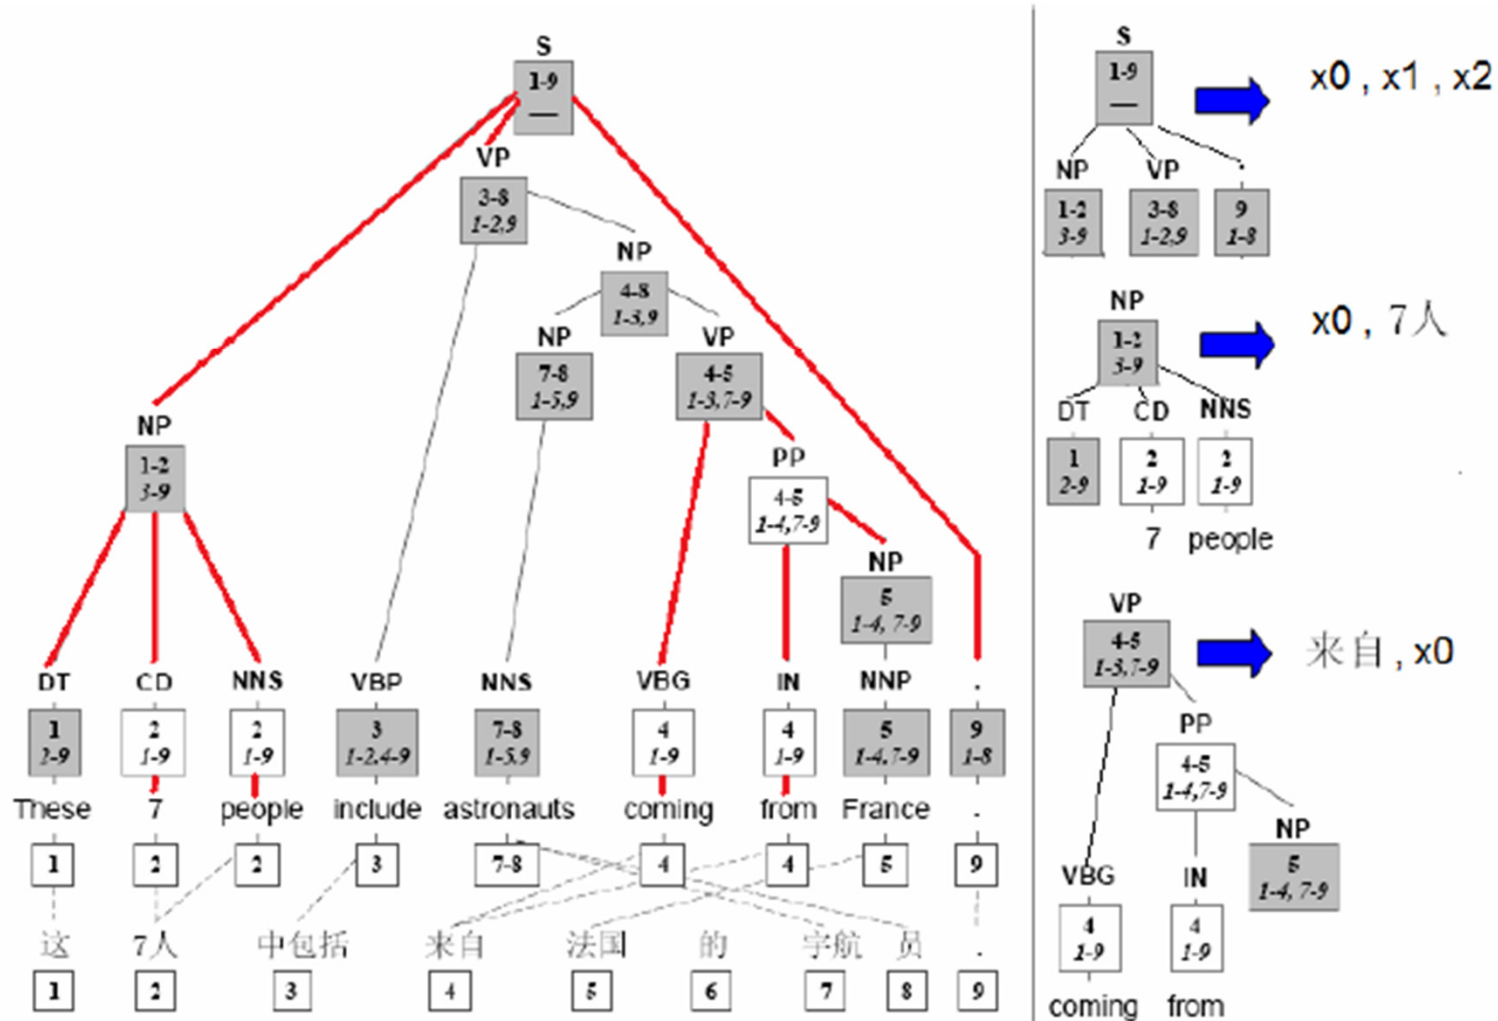 S
1-9
—
VP
3-8
1-2,9
NP
4-8
1-3,9
NP
7-8
1-5,9
VP
4-5
1-3,7-9
PP
4-5
1-4,7-9
NP
1-2
3-9
NP
5
1-4, 7-9
DT CD NNS VBP NNS VBG IN NNP .
1 2 2 3 7-8 4 4 5 9
2-9 1-9 1-9 1-2,4-9 1-5,9 1-9 1-9 1-4,7-9 1-8
These 7 people include astronauts coming from France .
1 2 2 3 7-8 4 4 5 9
这 7人 中包括 来自 法国 的 宇航 员 .
1 2 3 4 5 6 7 8 9
S
1-9
—
x0 , x1 , x2
NP VP .
1-2 3-8 9
3-9 1-2,9 1-8
NP
1-2
3-9
x0 , 7人
DT CD NNS
1 2 2
2-9 1-9 1-9
7 people
VP
4-5
1-3,7-9
来自 , x0
PP
4-5
1-4,7-9
NP
5
1-4, 7-9
VBG IN
4 4
1-9 1-9
coming from